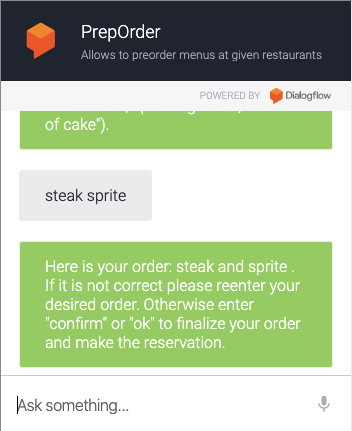 PrepOrder
Allows to preorder menus at given restaurants
POWERED BY Dialogflow
of cake").
steak sprite
Here is your order: steak and sprite .
If it is not correct please reenter your
desired order. Otherwise enter
"confirm" or "ok" to finalize your order
and make the reservation.
Ask something...